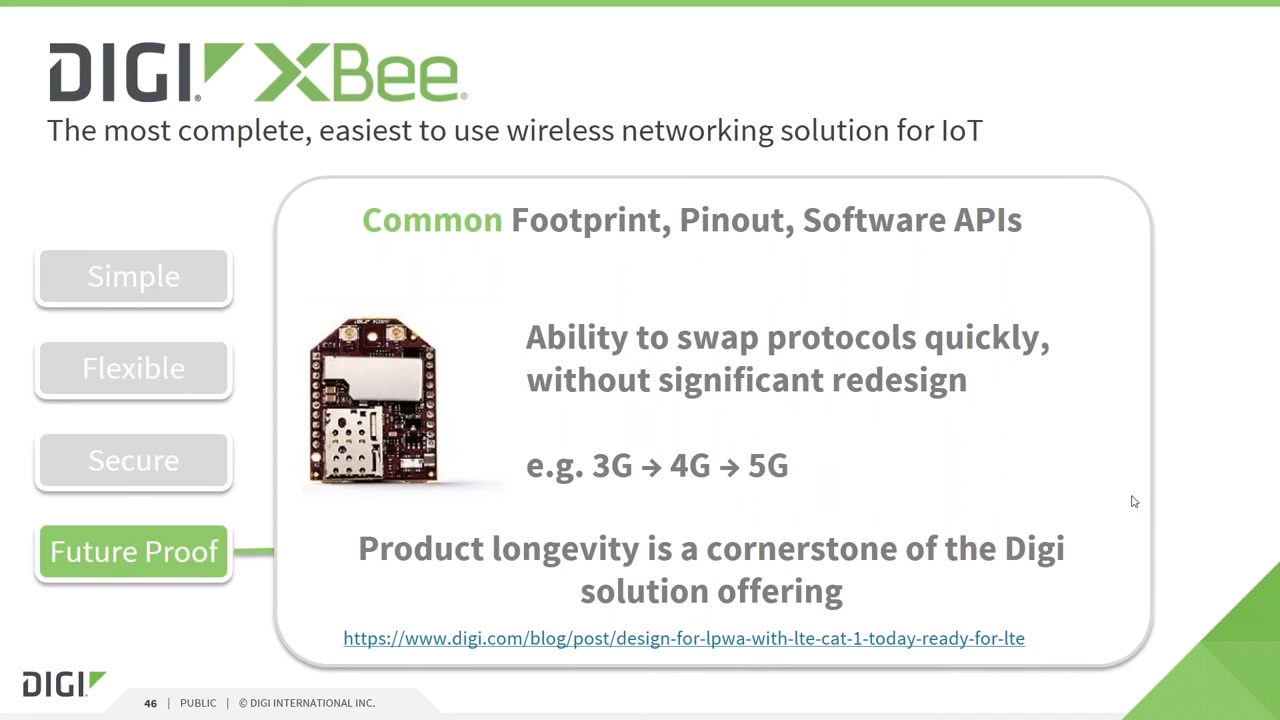 DIGI® XBee®
The most complete, easiest to use wireless networking solution for IoT
Common Footprint, Pinout, Software APIs
Simple
Flexible
Secure
Future Proof
Ability to swap protocols quickly,
without significant redesign
e.g. 3G → 4G → 5G
Product longevity is a cornerstone of the Digi
solution offering
https://www.digi.com/blog/post/design-for-lpwa-with-lte-cat-1-today-ready-for-lte
DIGI®
46 | PUBLIC | © DIGI INTERNATIONAL INC.